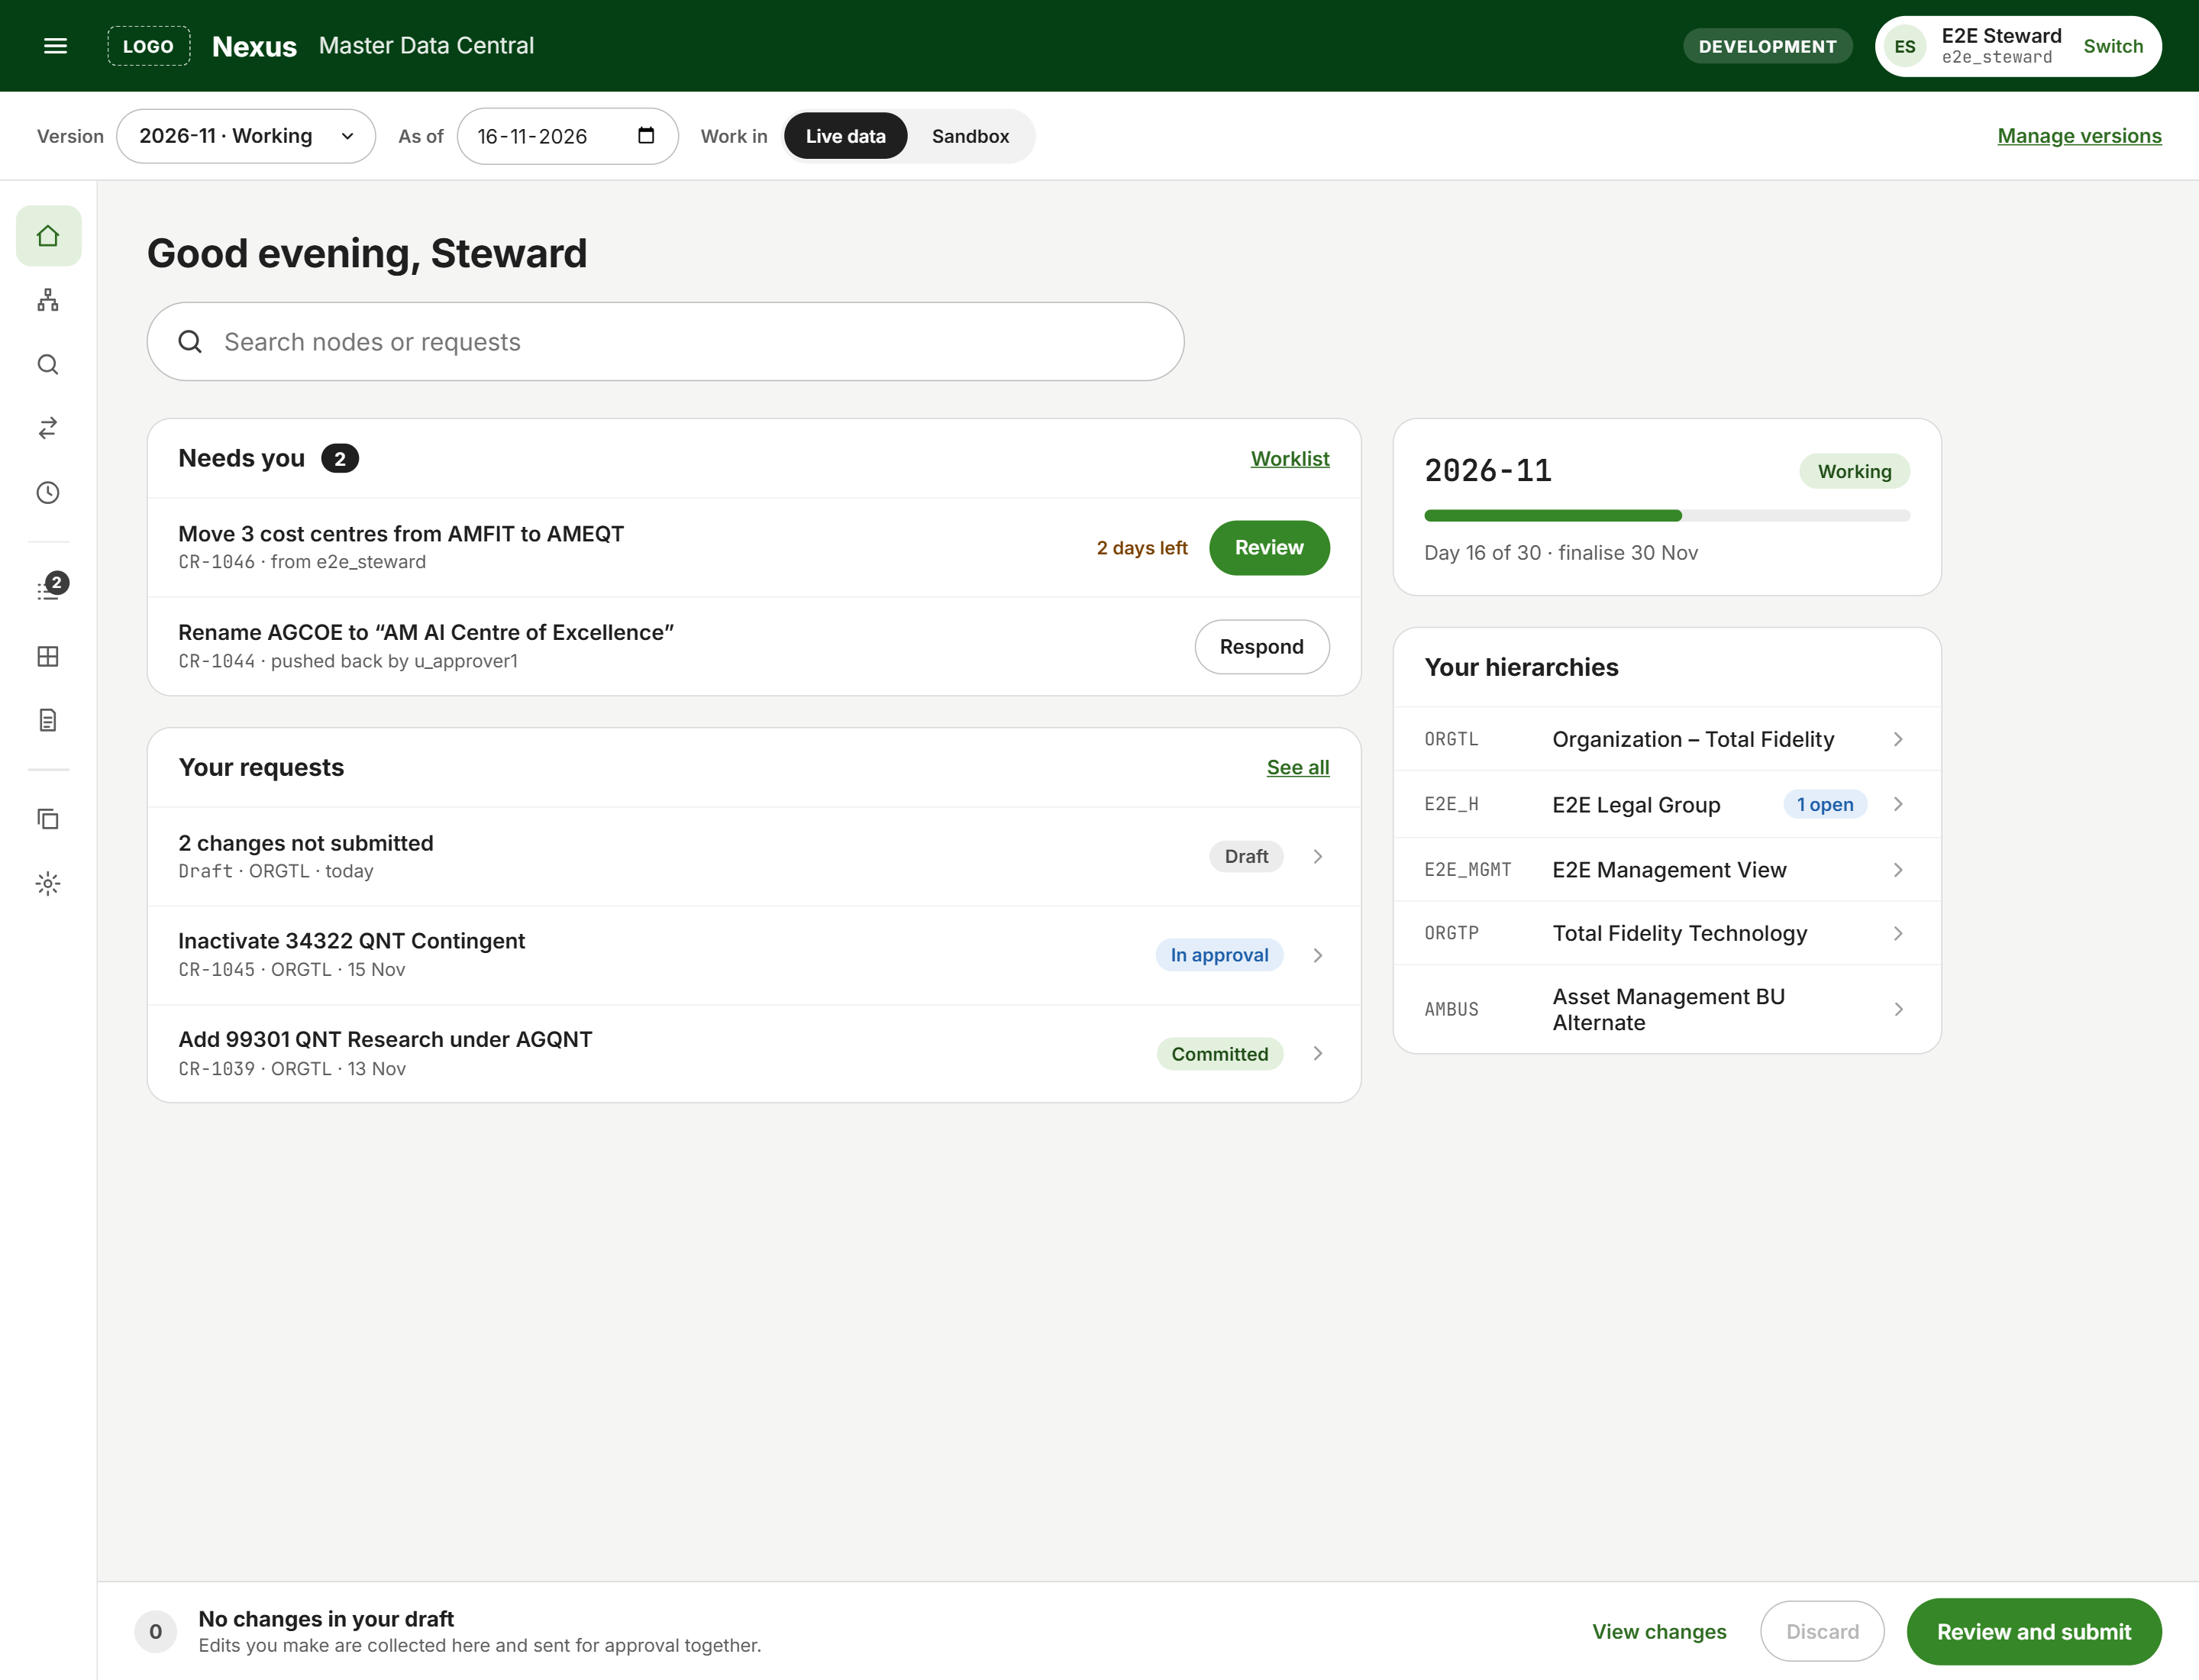 LOGO
Nexus
Master Data Central
DEVELOPMENT
ES
E2E Steward
e2e_steward
Switch
Version
2026-11 · Working
As of
16-11-2026
Work in
Live data
Sandbox
Manage versions
Good evening, Steward
Search nodes or requests
Needs you
2
Worklist
Move 3 cost centres from AMFIT to AMEQT
CR-1046 · from e2e_steward
2 days left
Review
Rename AGCOE to “AM AI Centre of Excellence”
CR-1044 · pushed back by u_approver1
Respond
Your requests
See all
2 changes not submitted
Draft · ORGTL · today
Draft
Inactivate 34322 QNT Contingent
CR-1045 · ORGTL · 15 Nov
In approval
Add 99301 QNT Research under AGQNT
CR-1039 · ORGTL · 13 Nov
Committed
2026-11
Working
Day 16 of 30 · finalise 30 Nov
Your hierarchies
ORGTL
Organization – Total Fidelity
E2E_H
E2E Legal Group
1 open
E2E_MGMT
E2E Management View
ORGTP
Total Fidelity Technology
AMBUS
Asset Management BU
Alternate
2
0
No changes in your draft
Edits you make are collected here and sent for approval together.
View changes
Discard
Review and submit